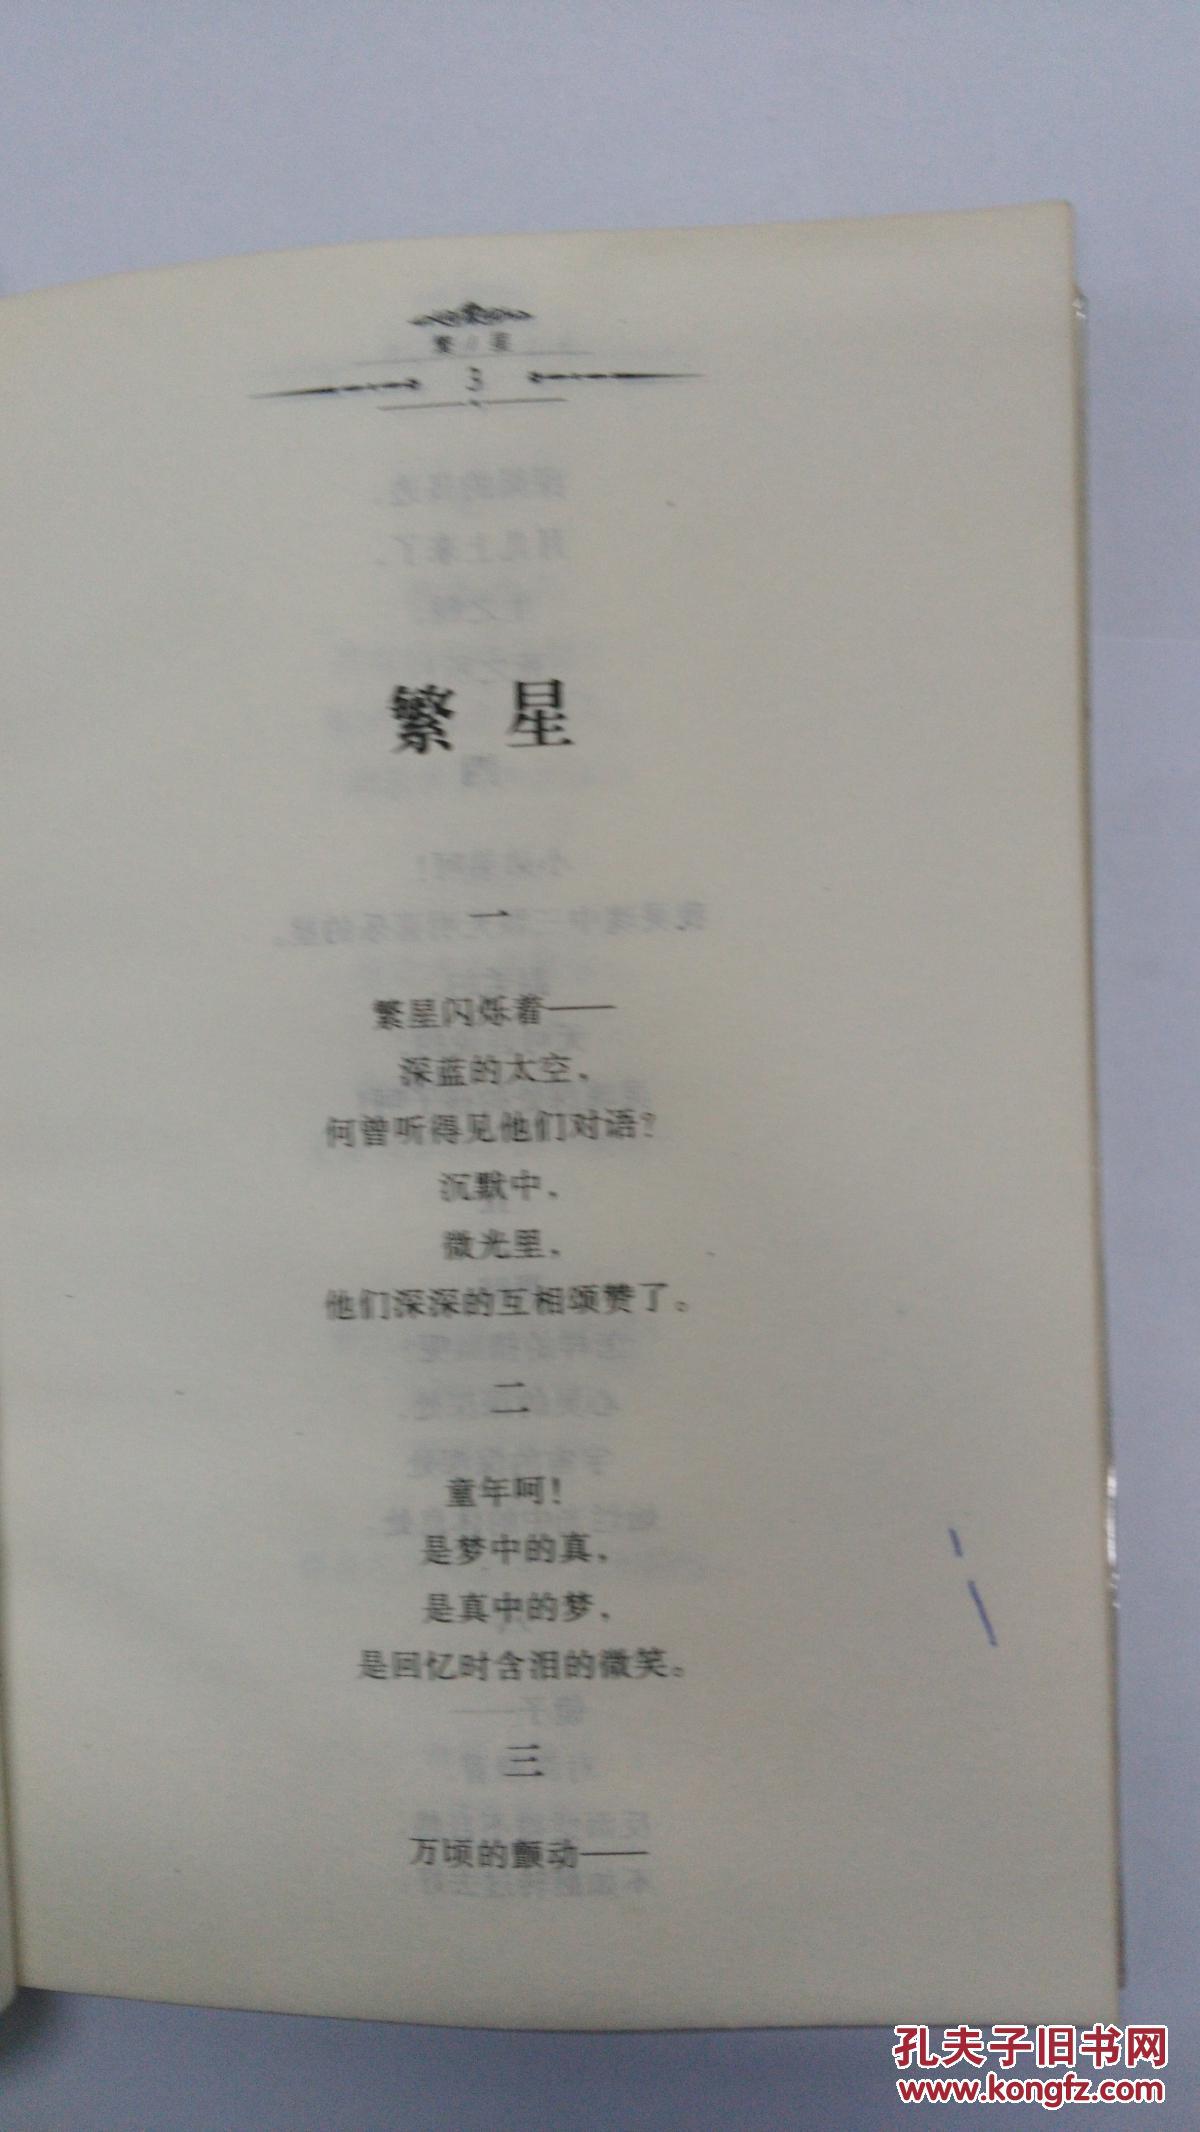 繁 星
3
繁 星
一
繁星闪烁着——
深蓝的太空，
何曾听得见他们对语？
沉默中，
微光里，
他们深深的互相颂赞了。
二
童年呵！
是梦中的真，
是真中的梦，
是回忆时含泪的微笑。
三
万顷的颤动——
孔夫子旧书网
www.kongfz.com